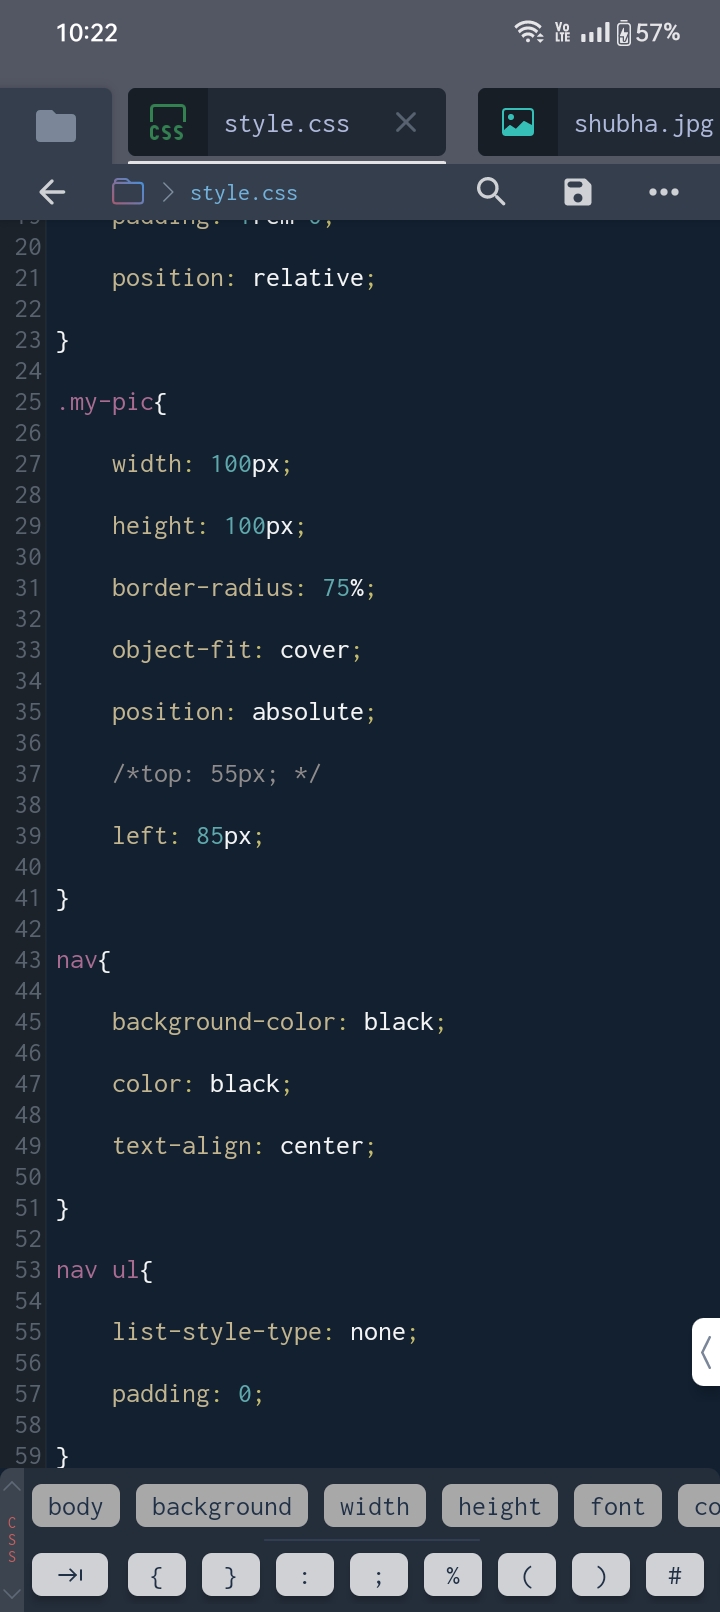 10:22
Vo LTE
57%
CSS
style.css
shubha.jpg
style.css
19
20
21 position: relative;
22
23 }
24
25 .my-pic{
26
27 width: 100px;
28
29 height: 100px;
30
31 border-radius: 75%;
32
33 object-fit: cover;
34
35 position: absolute;
36
37 /*top: 55px; */
38
39 left: 85px;
40
41 }
42
43 nav{
44
45 background-color: black;
46
47 color: black;
48
49 text-align: center;
50
51 }
52
53 nav ul{
54
55 list-style-type: none;
56
57 padding: 0;
58
59 }
CSS
body background width height font co
{ } : ; % ( ) #